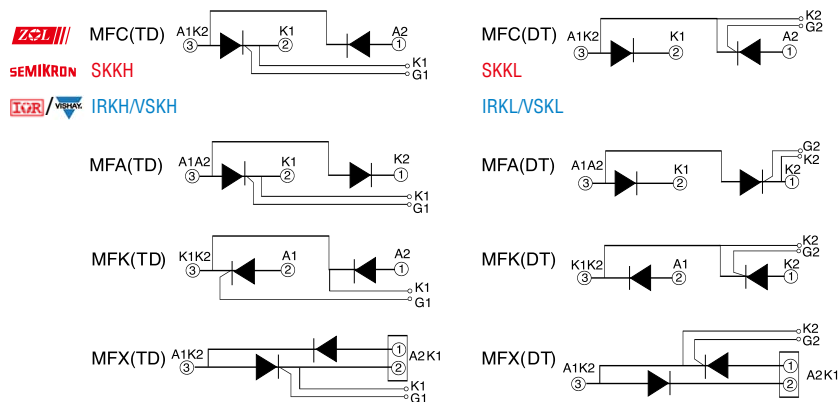 ZOL MFC(TD) A1K2 K1 A2
3 2 1
K1
G1
SEMIKRON SKKH
IOR/VISHAY IRKH/VSKH
MFC(DT) A1K2 K1 A2
3 2 1
K2
G2
SKKL
IRKL/VSKL
MFA(TD) A1A2 K1 K2
3 2 1
K1
G1
MFA(DT) A1A2 K1 K2
3 2 1
G2
K2
MFK(TD) K1K2 A1 A2
3 2 1
K1
G1
MFK(DT) K1K2 A1 K2
3 2 1
K2
G2
MFX(TD) A1K2 A2K1
3 1
2
K1
G1
MFX(DT) A1K2 A2K1
3 1
2
K2
G2